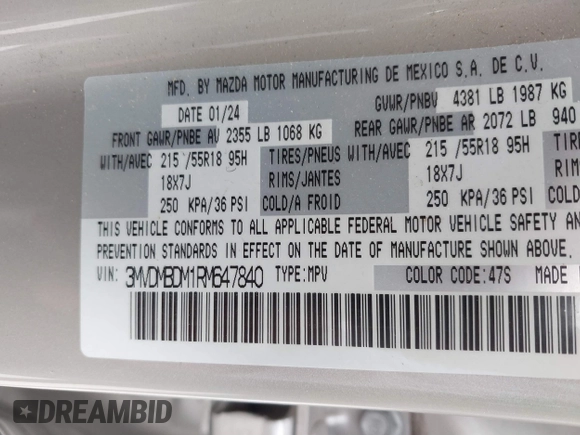 MFD. BY MAZDA MOTOR MANUFACTURING DE MEXICO S.A. DE C.V.
DATE 01/24 GVWR/PNBV 4381 LB 1987 KG
FRONT GAWR/PNBE AV 2355 LB 1068 KG REAR GAWR/PNBE AR 2072 LB 940
WITH/AVEC 215 /55R18 95H TIRES/PNEUS WITH/AVEC 215 /55R18 95H TIRE
18X7J RIMS/JANTES 18X7J RIMS
250 KPA/36 PSI COLD/A FROID 250 KPA/36 PSI COLD
THIS VEHICLE CONFORMS TO ALL APPLICABLE FEDERAL MOTOR VEHICLE SAFETY AN
PREVENTION STANDARDS IN EFFECT ON THE DATE OF MANUFACTURE SHOWN ABOVE.
VIN: 3MVDMBDM1RM647840 TYPE:MPV COLOR CODE:47S MADE
DREAMBID